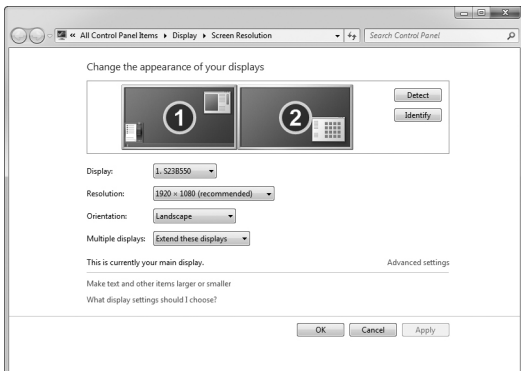 « All Control Panel Items ▸ Display ▸ Screen Resolution Search Control Panel
Change the appearance of your displays
1 2
Detect
Identify
Display: 1. S23B550
Resolution: 1920 × 1080 (recommended)
Orientation: Landscape
Multiple displays: Extend these displays
This is currently your main display. Advanced settings
Make text and other items larger or smaller
What display settings should I choose?
OK Cancel Apply